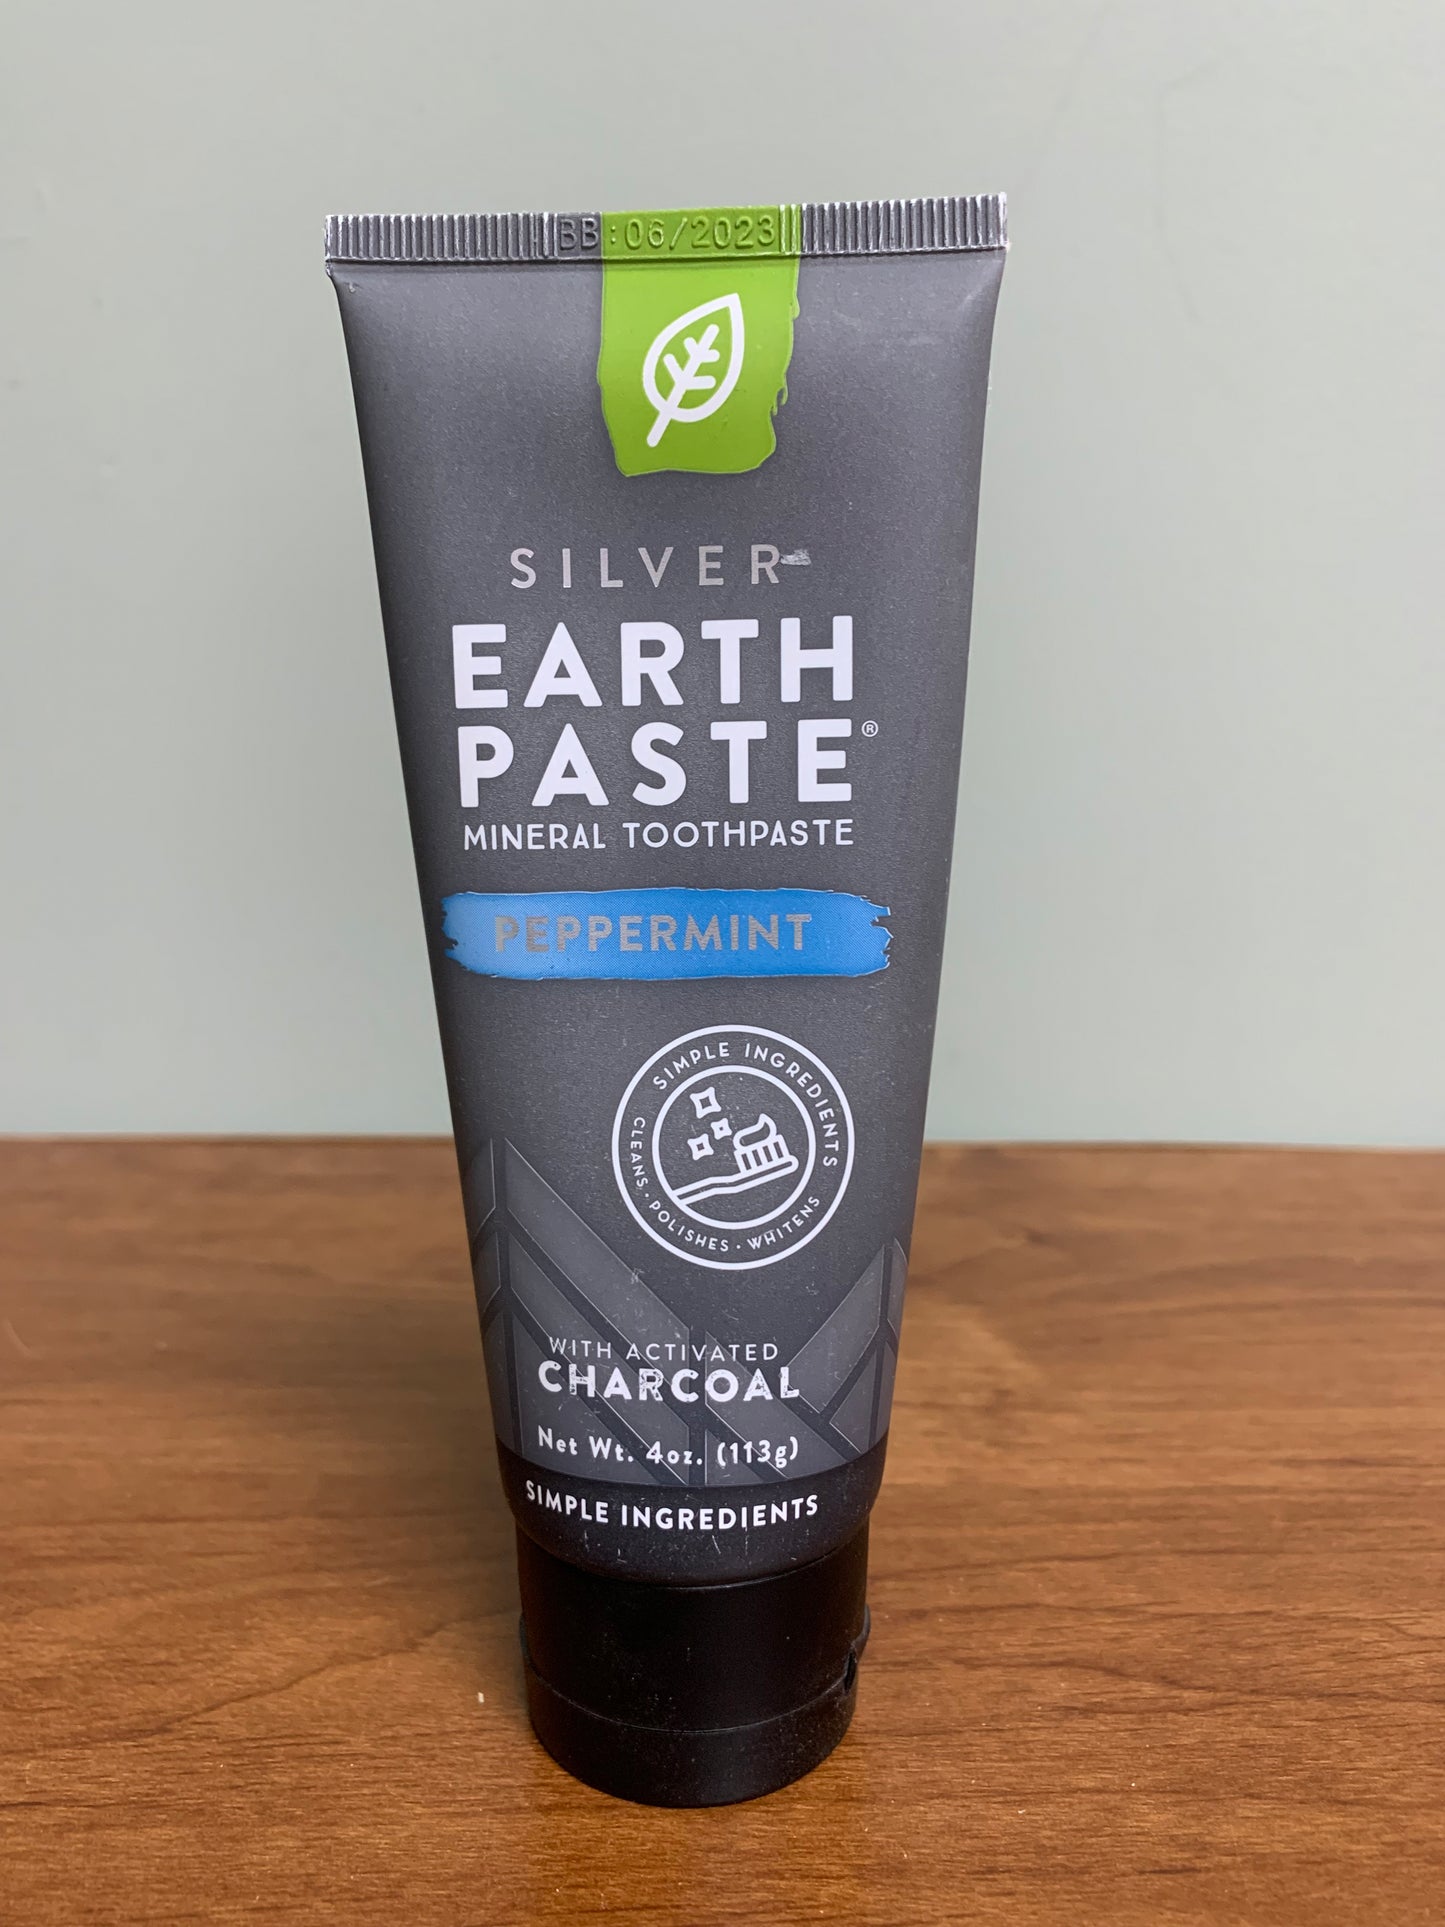 BB:06/2023
SILVER
EARTH
PASTE®
MINERAL TOOTHPASTE
PEPPERMINT
SIMPLE INGREDIENTS
CLEANS • POLISHES • WHITENS
WITH ACTIVATED
CHARCOAL
Net Wt. 4oz. (113g)
SIMPLE INGREDIENTS